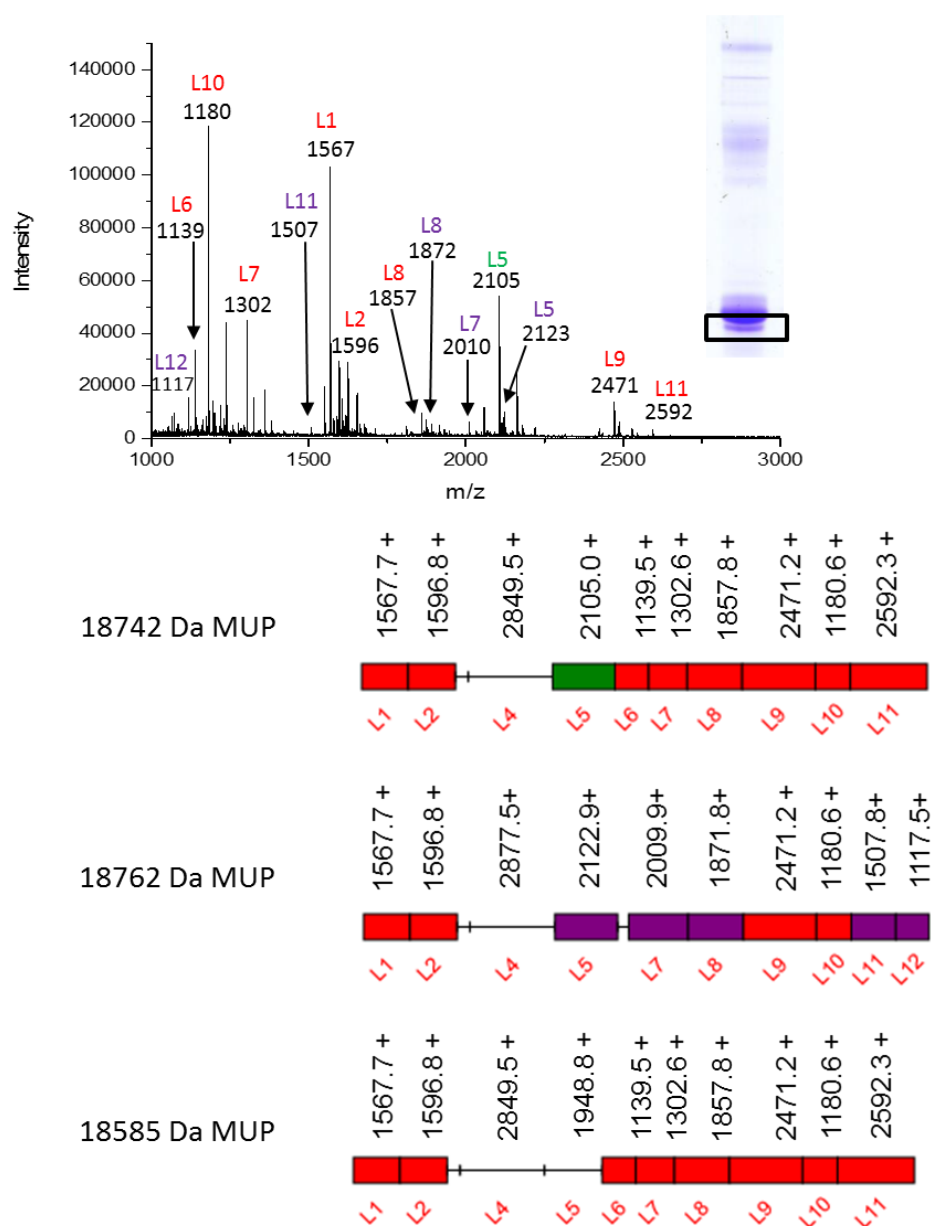 140000
120000
100000
80000
60000
40000
20000
0
Intensity
1000
1500
2000
2500
3000
m/z
L10
1180
L1
1567
L6
1139
L11
1507
L8
1872
L7
1302
L8
1857
L5
2105
L2
1596
L7
2010
L5
2123
L12
1117
L9
2471
L11
2592
1567.7 +
1596.8 +
2849.5 +
2105.0 +
1139.5 +
1302.6 +
1857.8 +
2471.2 +
1180.6 +
2592.3 +
18742 Da MUP
L1
L2
L4
L5
L6
L7
L8
L9
L10
L11
1567.7 +
1596.8 +
2877.5+
2122.9+
2009.9+
1871.8+
2471.2 +
1180.6 +
1507.8+
1117.5+
18762 Da MUP
L1
L2
L4
L5
L7
L8
L9
L10
L11
L12
1567.7 +
1596.8 +
2849.5 +
1948.8 +
1139.5 +
1302.6 +
1857.8 +
2471.2 +
1180.6 +
2592.3 +
18585 Da MUP
L1
L2
L4
L5
L6
L7
L8
L9
L10
L11